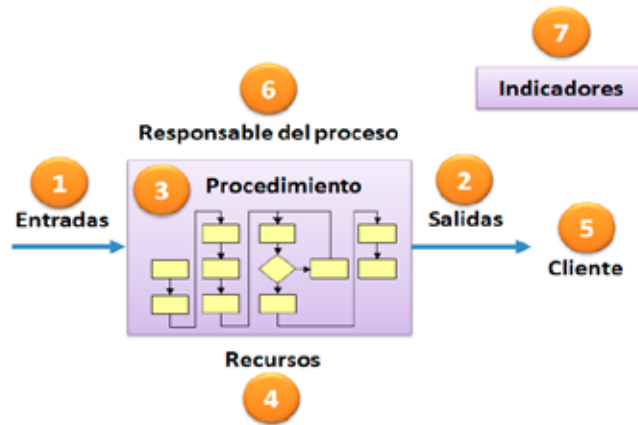 7
Indicadores
6
Responsable del proceso
1
Entradas
3
Procedimiento
2
Salidas
5
Cliente
Recursos
4